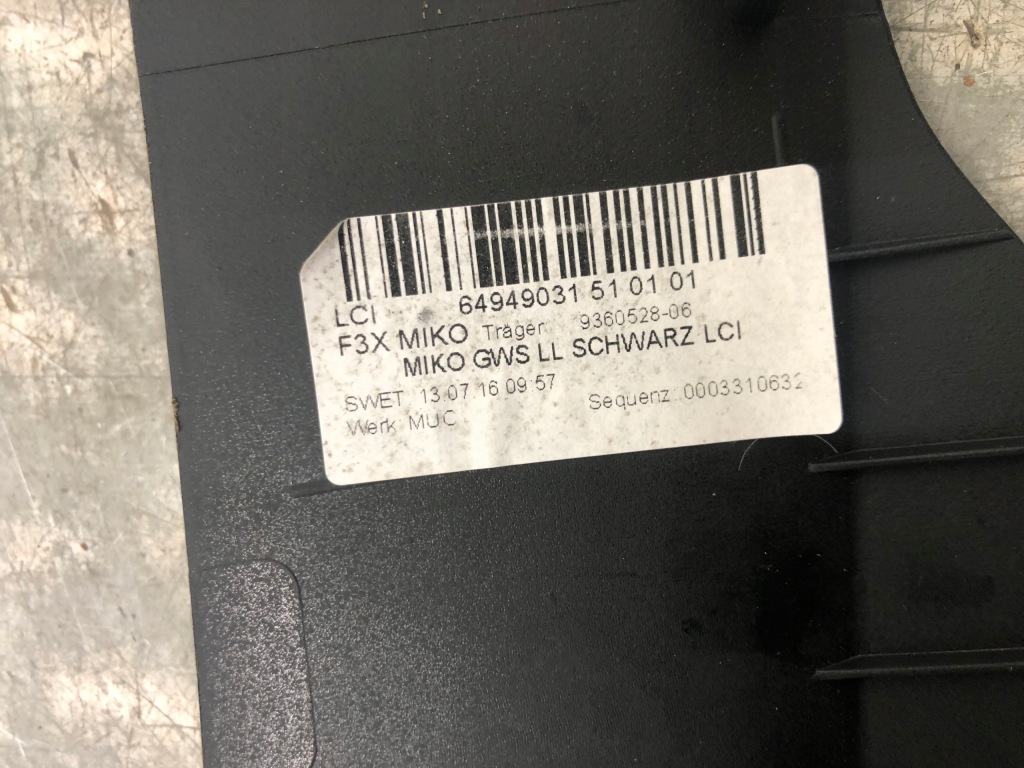 64949031 51 01 01
LCI
F3X MIKO Träger 9360528-06
MIKO GWS LL SCHWARZ LCI
SWET 13.07.16 09:57
Werk MUC Sequenz: 0003310632